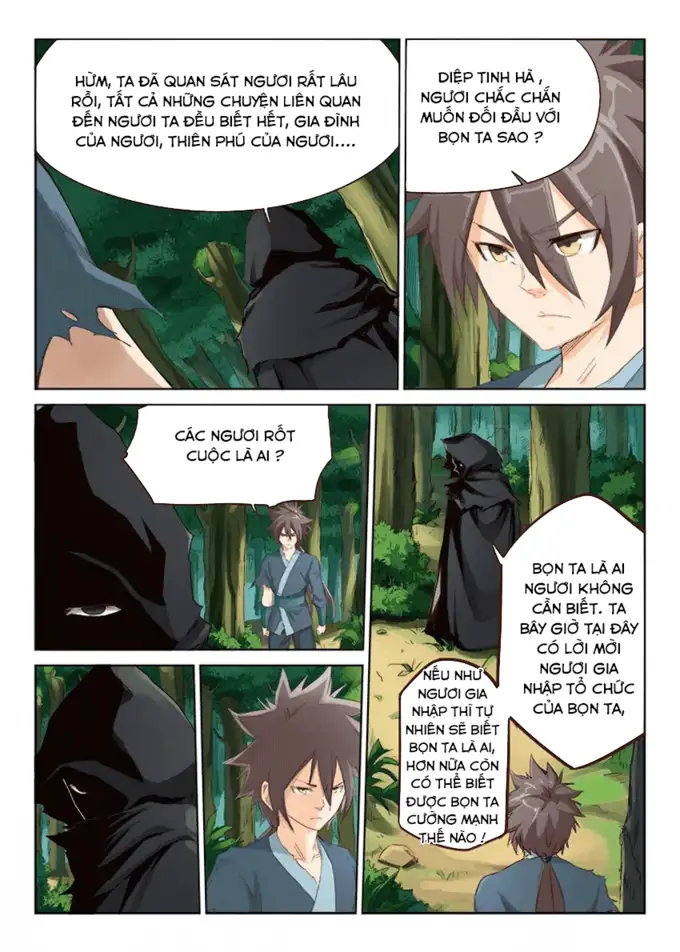 HỪM, TA ĐÃ QUAN SÁT NGƯƠI RẤT LÂU
RỒI, TẤT CẢ NHỮNG CHUYỆN LIÊN QUAN
ĐẾN NGƯƠI TA ĐỀU BIẾT HẾT, GIA ĐÌNH
CỦA NGƯƠI, THIÊN PHÚ CỦA NGƯƠI....
DIỆP TINH HÀ,
NGƯƠI CHẮC CHẮN
MUỐN ĐỐI ĐẦU VỚI
BỌN TA SAO ?
CÁC NGƯƠI RỐT
CUỘC LÀ AI ?
BỌN TA LÀ AI
NGƯƠI KHÔNG
CẦN BIẾT. TA
BÂY GIỜ TẠI ĐÂY
CÓ LỜI MỜI
NGƯƠI GIA
NHẬP TỔ CHỨC
CỦA BỌN TA,
NẾU NHƯ
NGƯƠI GIA
NHẬP THÌ TỰ
NHIÊN SẼ BIẾT
BỌN TA LÀ AI,
HƠN NỮA CÒN
CÓ THỂ BIẾT
ĐƯỢC BỌN TA
CƯỜNG MẠNH
THẾ NÀO !